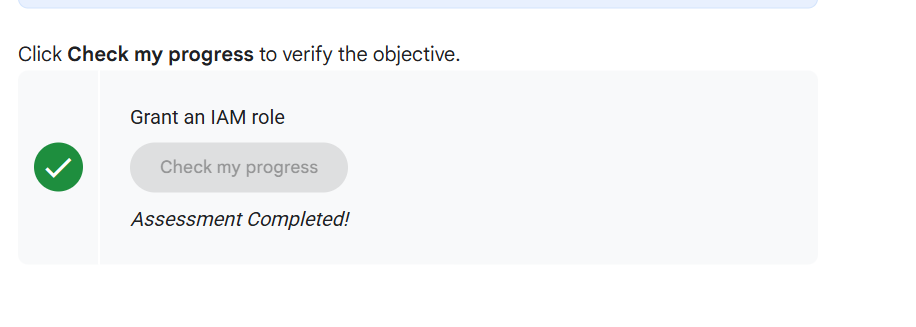 Click Check my progress to verify the objective.
Grant an IAM role
Check my progress
Assessment Completed!